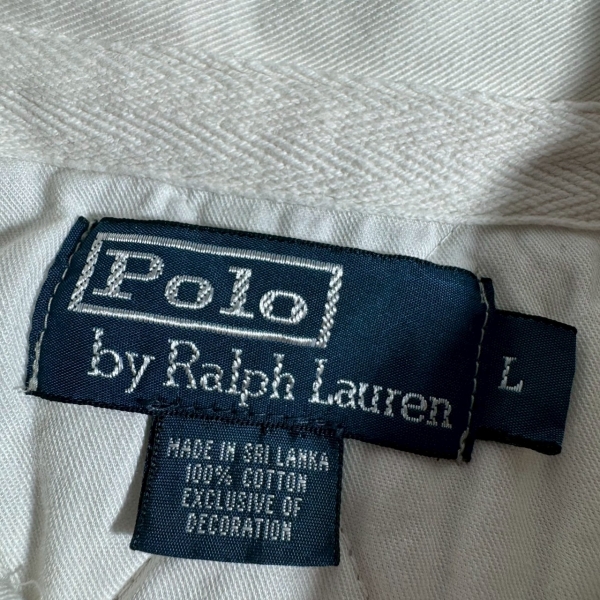 Polo
by Ralph Lauren
L
MADE IN SRI LANKA
100% COTTON
EXCLUSIVE OF
DECORATION